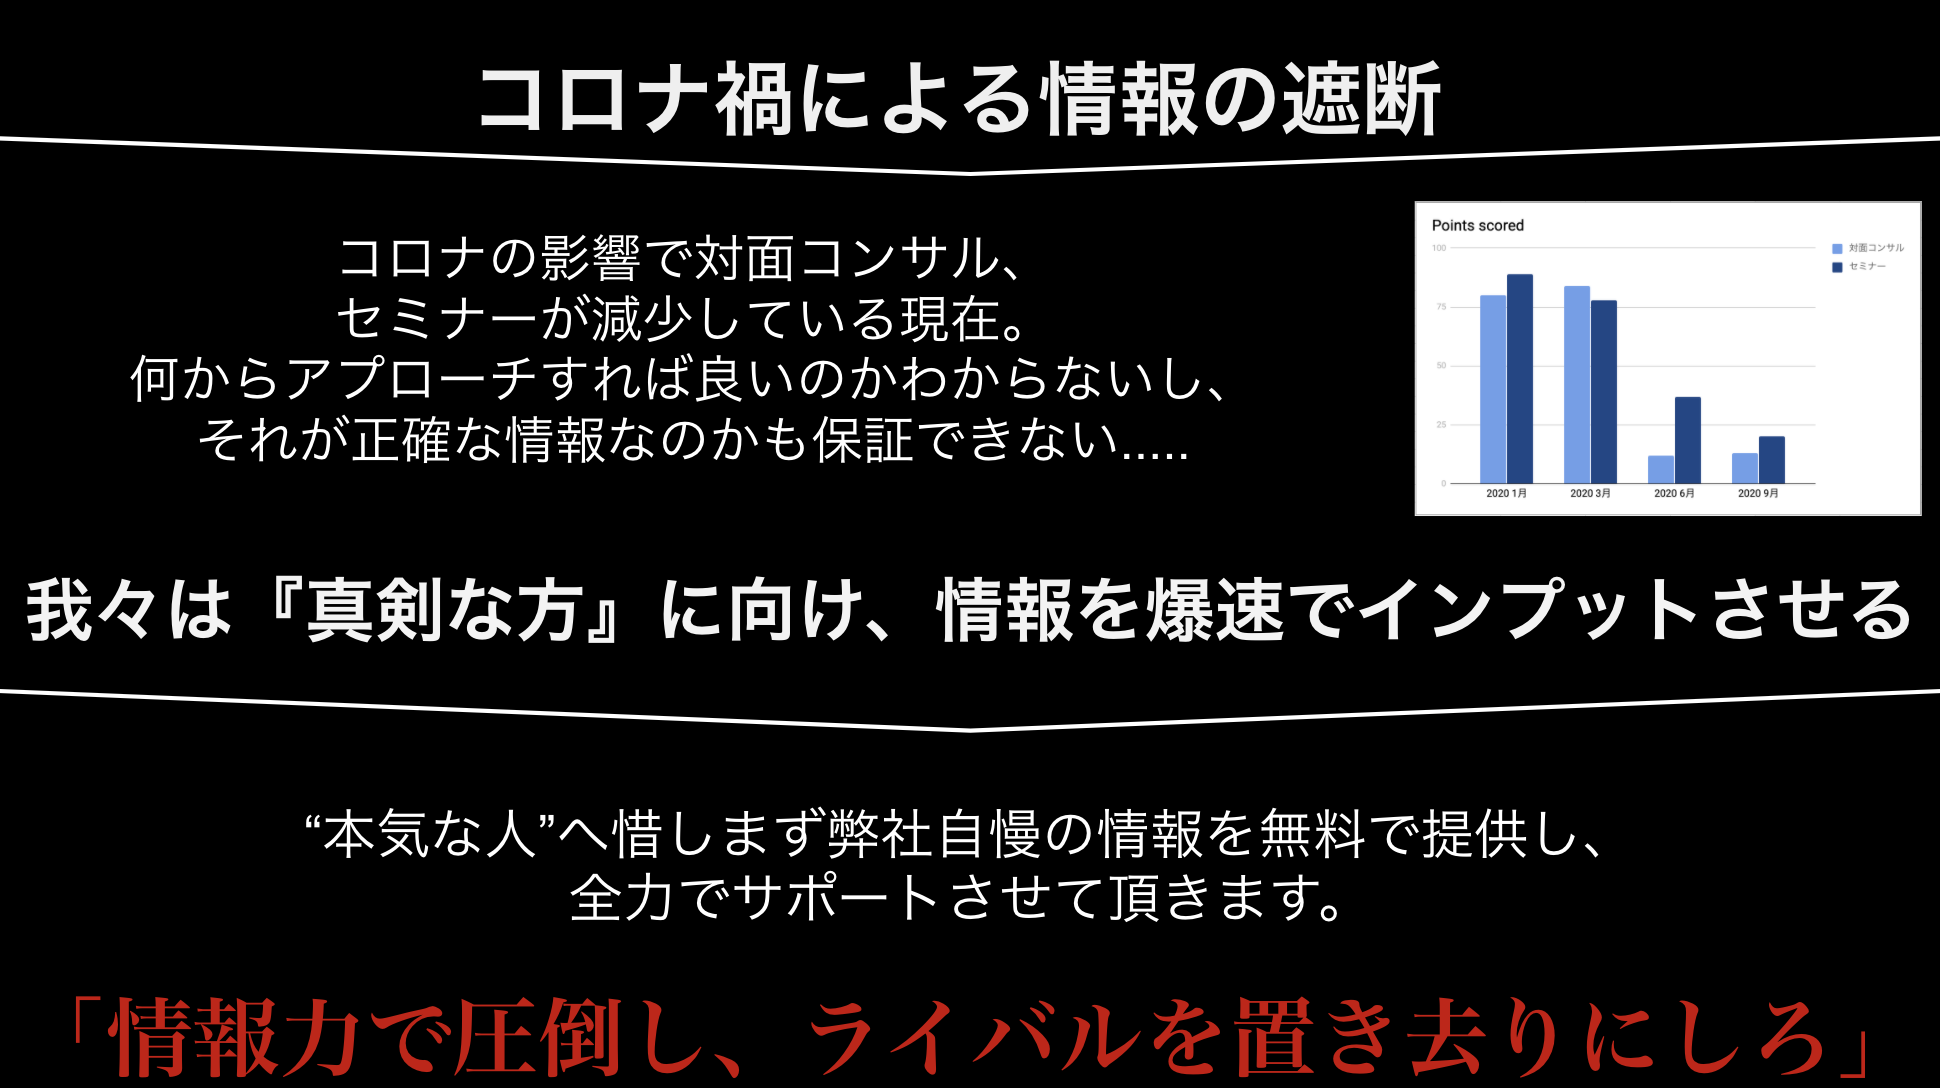 コロナ禍による情報の遮断
コロナの影響で対面コンサル、
セミナーが減少している現在。
何からアプローチすれば良いのかわからないし、
それが正確な情報なのかも保証できない.....
Points scored
対面コンサル
セミナー
100
75
50
25
0
2020 1月
2020 3月
2020 6月
2020 9月
我々は『真剣な方』に向け、情報を爆速でインプットさせる
“本気な人”へ惜しまず弊社自慢の情報を無料で提供し、
全力でサポートさせて頂きます。
「情報力で圧倒し、ライバルを置き去りにしろ」